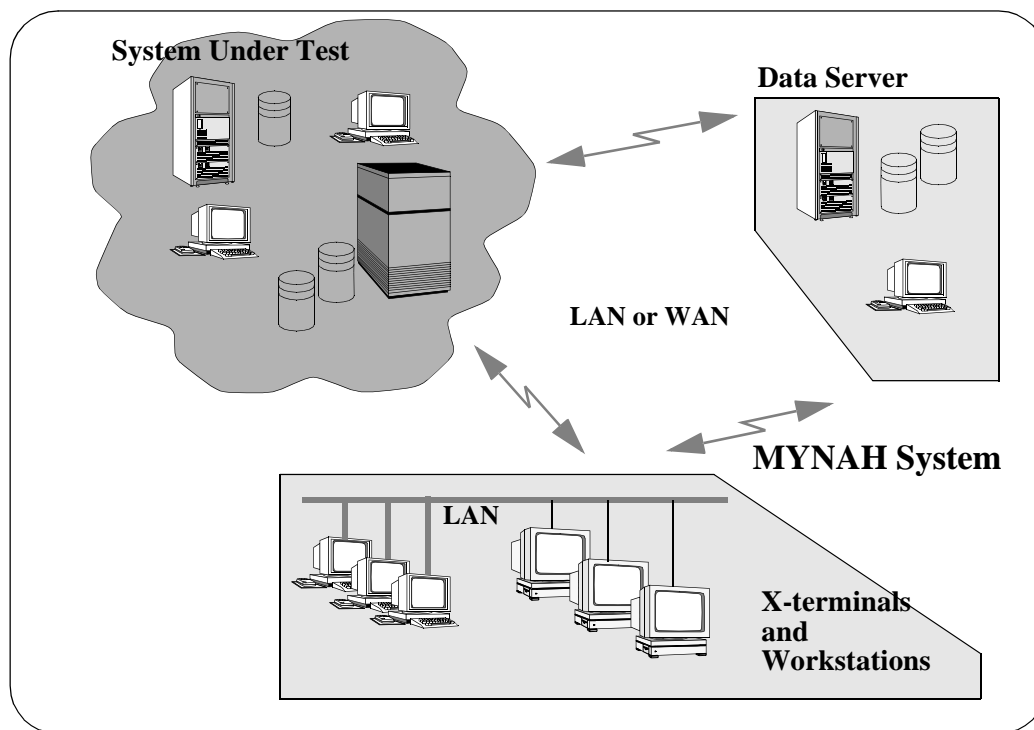 System Under Test
Data Server
LAN or WAN
MYNAH System
LAN
X-terminals
and
Workstations